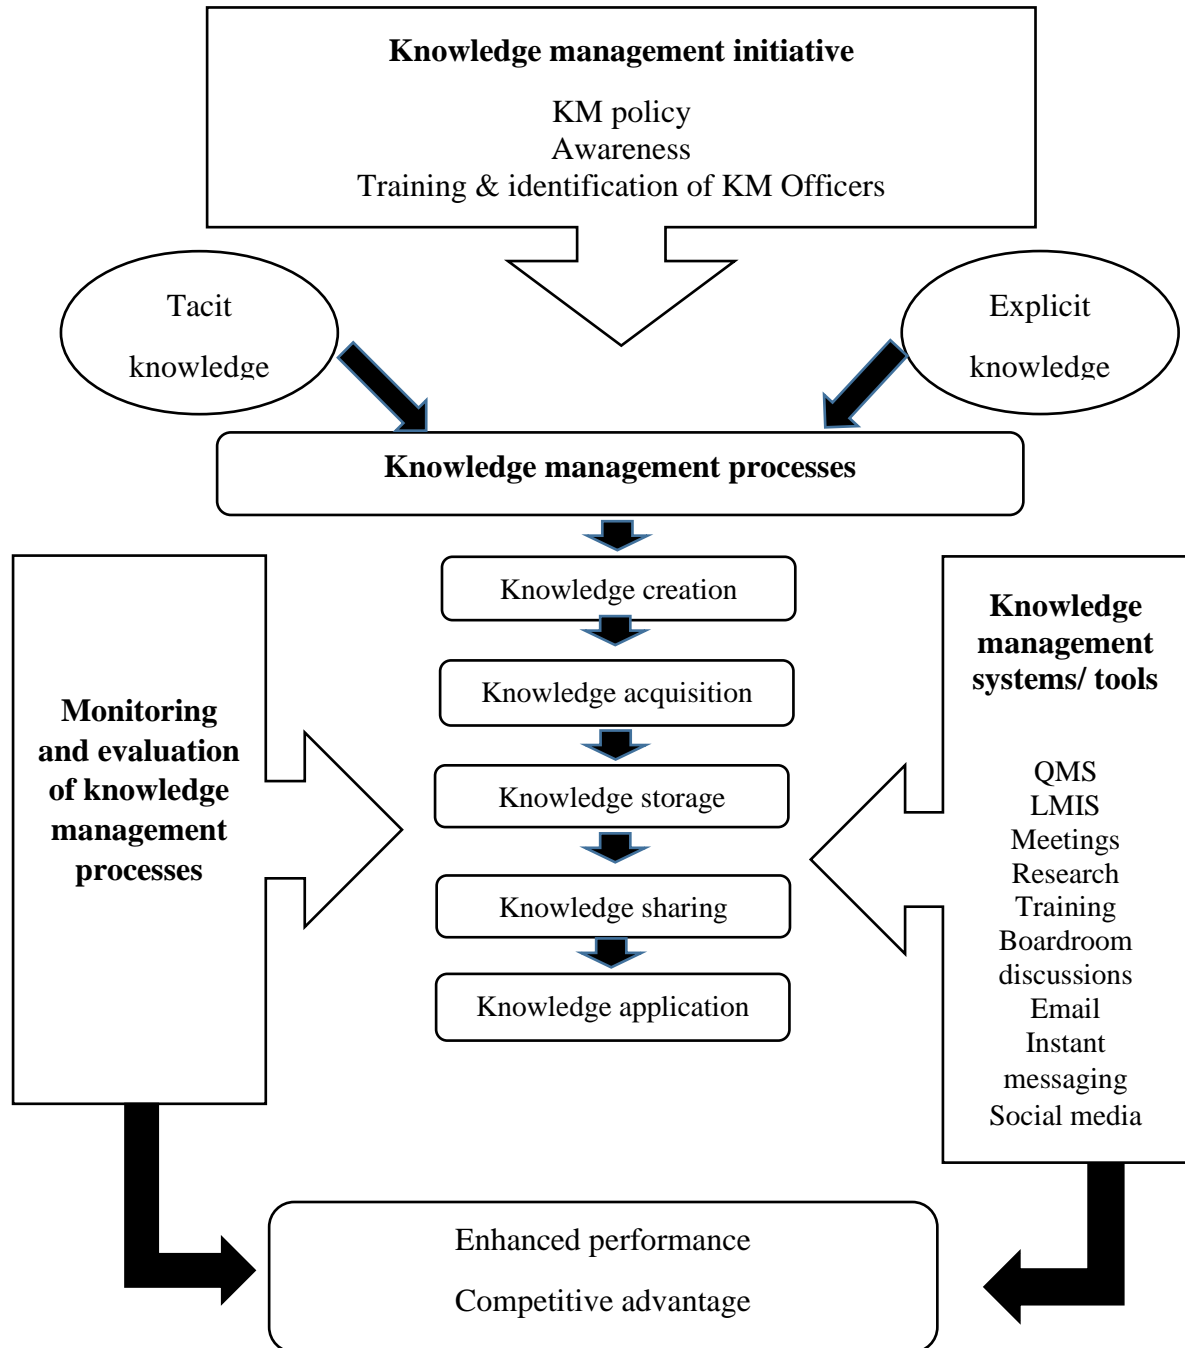 Knowledge management initiative
KM policy
Awareness
Training & identification of KM Officers
Tacit
knowledge
Explicit
knowledge
Knowledge management processes
Knowledge creation
Knowledge acquisition
Knowledge storage
Knowledge sharing
Knowledge application
Monitoring
and evaluation
of knowledge
management
processes
Knowledge
management
systems/ tools
QMS
LMIS
Meetings
Research
Training
Boardroom
discussions
Email
Instant
messaging
Social media
Enhanced performance
Competitive advantage